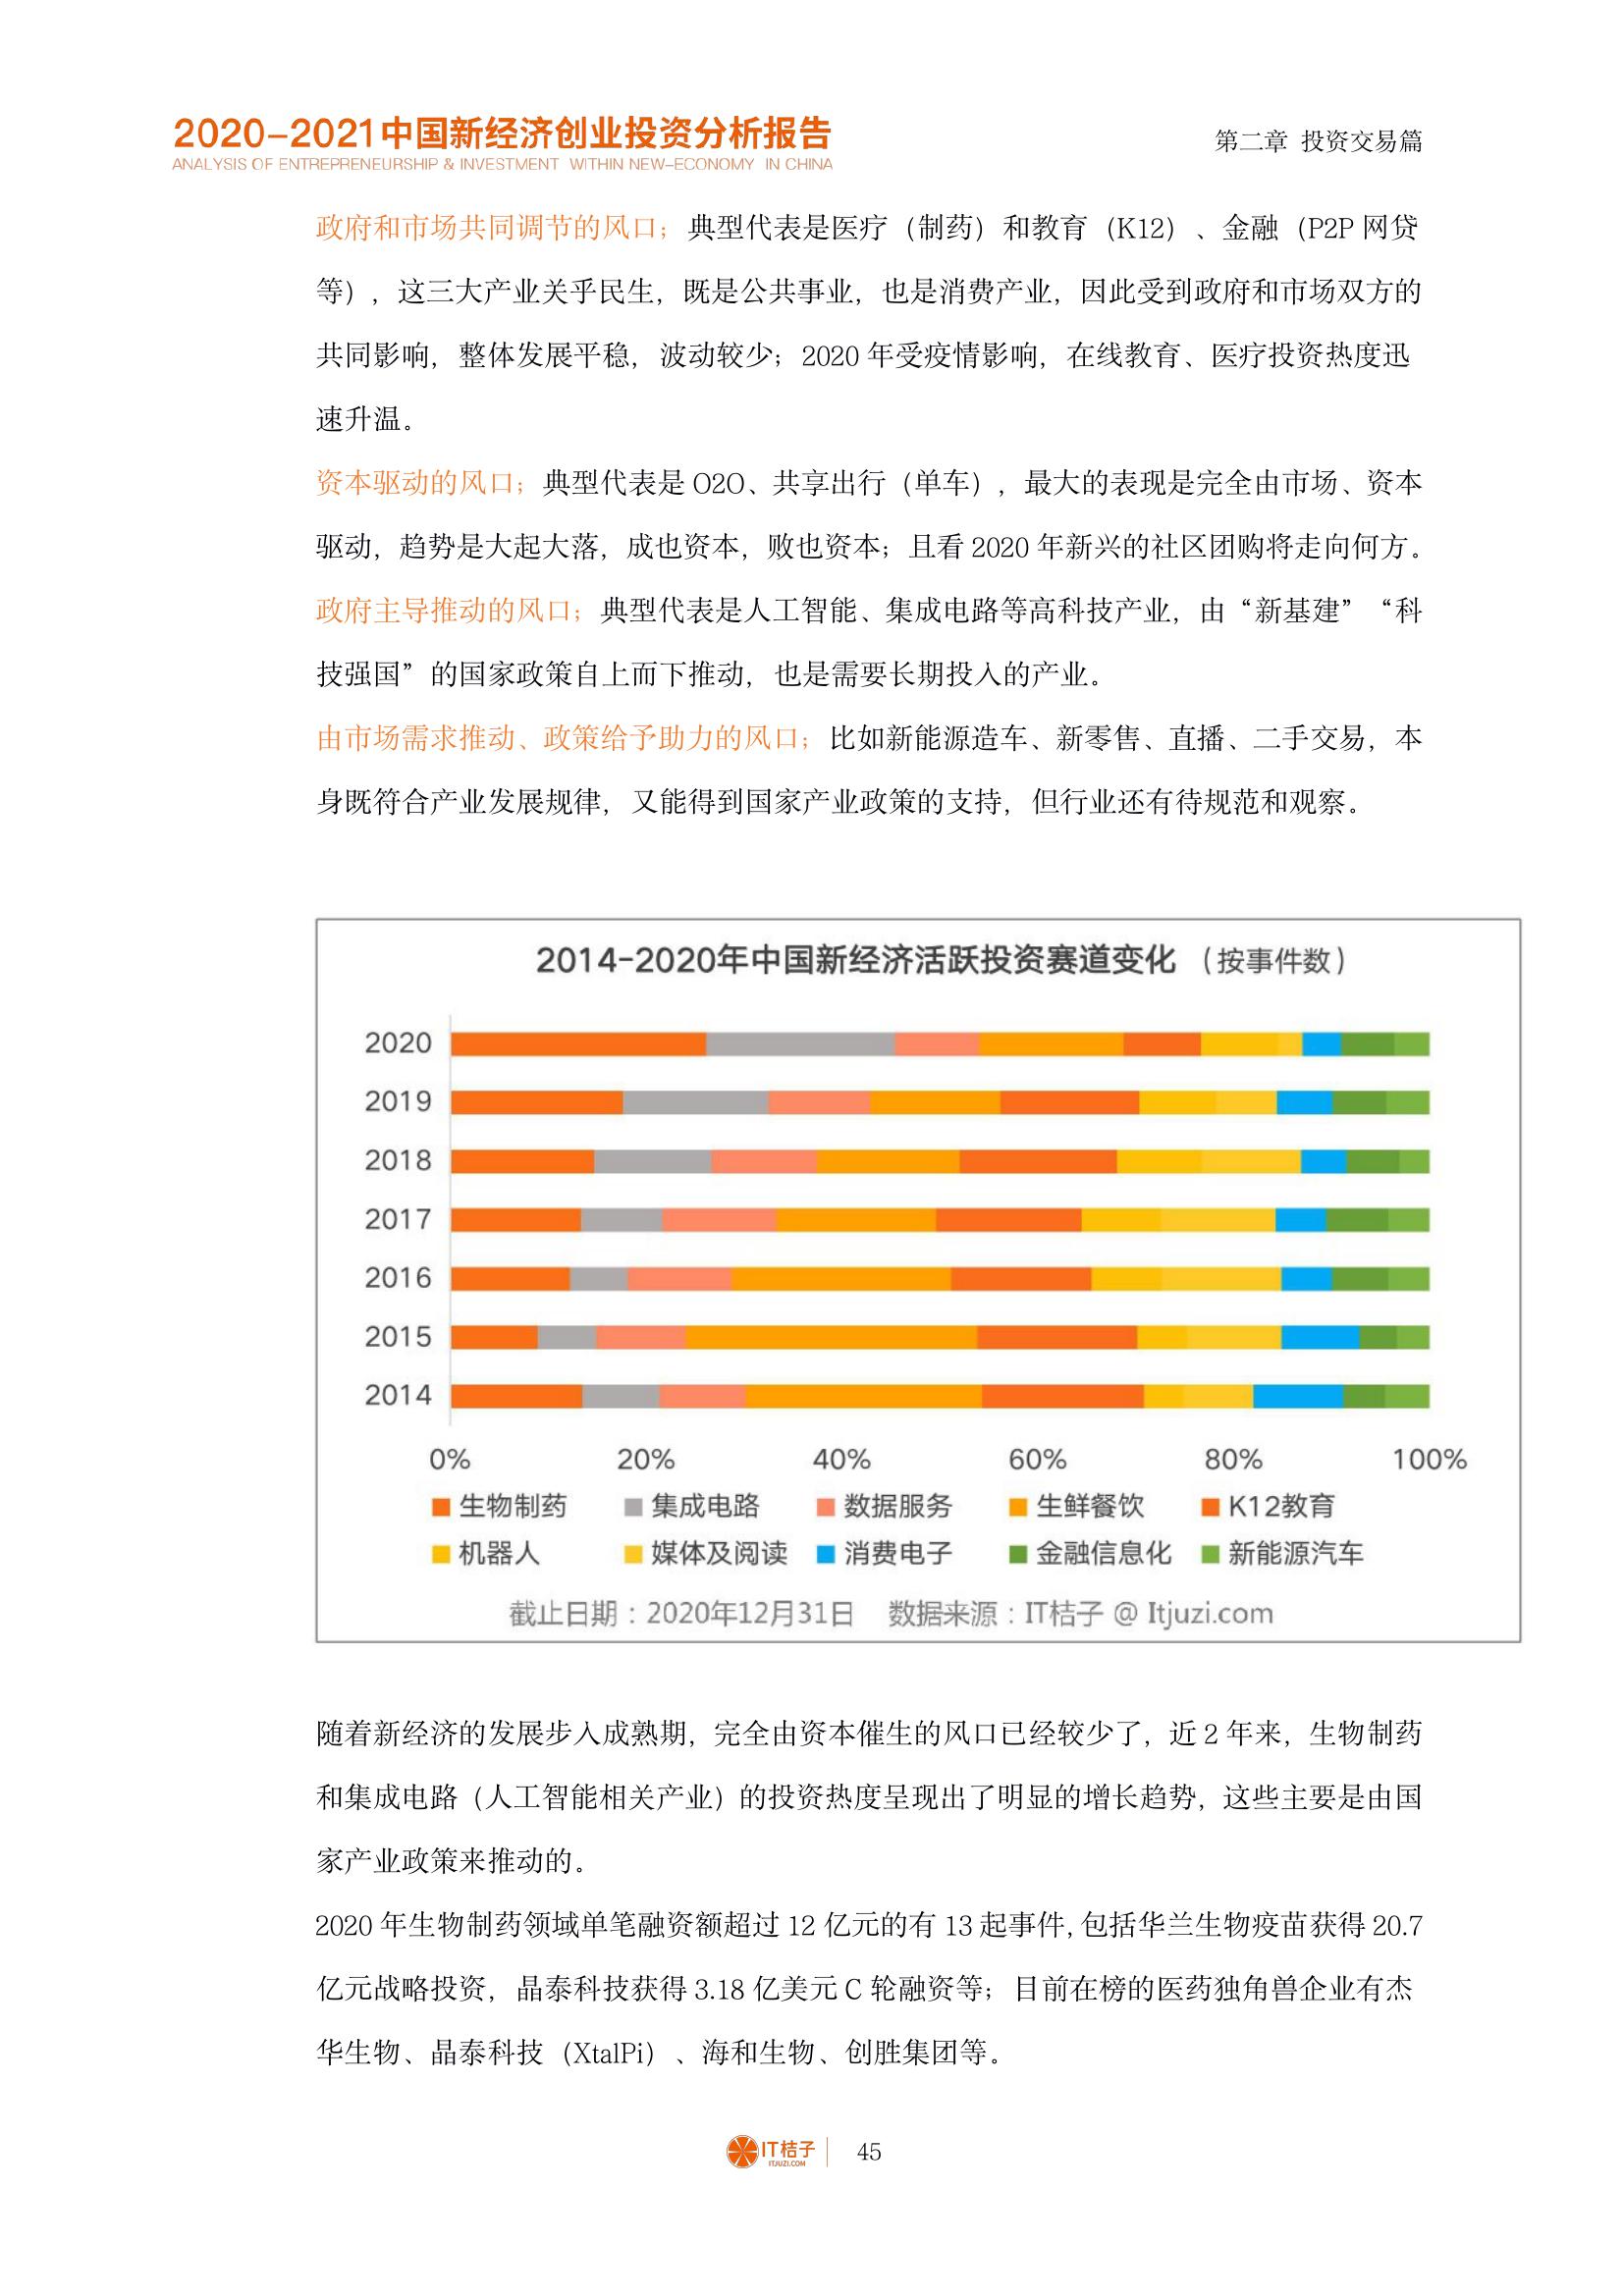 2020-2021中国新经济创业投资分析报告
ANALYSIS OF ENTREPRENEURSHIP & INVESTMENT WITHIN NEW-ECONOMY IN CHINA
第二章 投资交易篇
政府和市场共同调节的风口；典型代表是医疗（制药）和教育（K12）、金融（P2P 网贷
等），这三大产业关乎民生，既是公共事业，也是消费产业，因此受到政府和市场双方的
共同影响，整体发展平稳，波动较少；2020 年受疫情影响，在线教育、医疗投资热度迅
速升温。
资本驱动的风口；典型代表是 O2O、共享出行（单车），最大的表现是完全由市场、资本
驱动，趋势是大起大落，成也资本，败也资本；且看 2020 年新兴的社区团购将走向何方。
政府主导推动的风口；典型代表是人工智能、集成电路等高科技产业，由“新基建”“科
技强国”的国家政策自上而下推动，也是需要长期投入的产业。
由市场需求推动、政策给予助力的风口；比如新能源造车、新零售、直播、二手交易，本
身既符合产业发展规律，又能得到国家产业政策的支持，但行业还有待规范和观察。
2014-2020年中国新经济活跃投资赛道变化（按事件数）
2020
2019
2018
2017
2016
2015
2014
0% 20% 40% 60% 80% 100%
生物制药 集成电路 数据服务 生鲜餐饮 K12教育
机器人 媒体及阅读 消费电子 金融信息化 新能源汽车
截止日期：2020年12月31日 数据来源：IT桔子 @ Itjuzi.com
随着新经济的发展步入成熟期，完全由资本催生的风口已经较少了，近 2 年来，生物制药
和集成电路（人工智能相关产业）的投资热度呈现出了明显的增长趋势，这些主要是由国
家产业政策来推动的。
2020 年生物制药领域单笔融资额超过 12 亿元的有 13 起事件，包括华兰生物疫苗获得 20.7
亿元战略投资，晶泰科技获得 3.18 亿美元 C 轮融资等；目前在榜的医药独角兽企业有杰
华生物、晶泰科技（XtalPi）、海和生物、创胜集团等。
IT桔子
ITJUZI.COM
45